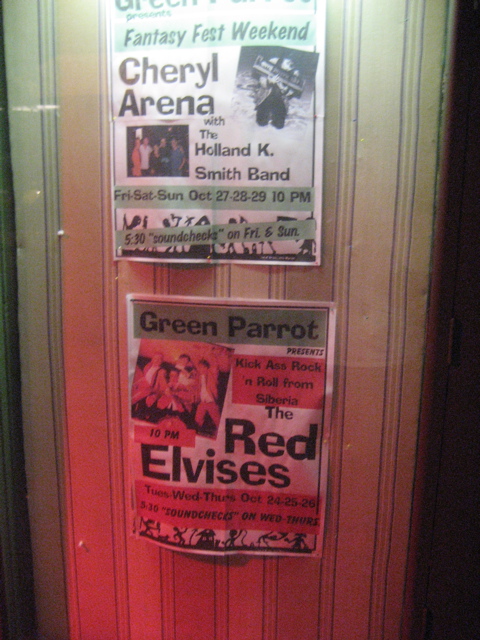 Green Parrot
presents
Fantasy Fest Weekend
Cheryl
Arena
with
The
Holland K.
Smith Band
Fri-Sat-Sun Oct 27-28-29 10 PM
5:30 "soundchecks" on Fri. & Sun.
Green Parrot
PRESENTS
Kick Ass Rock
'n Roll from
Siberia
The
10 PM
Red
Elvises
Tues-Wed-Thurs Oct 24-25-26
5:30 "SOUNDCHECKS" ON WED-THURS